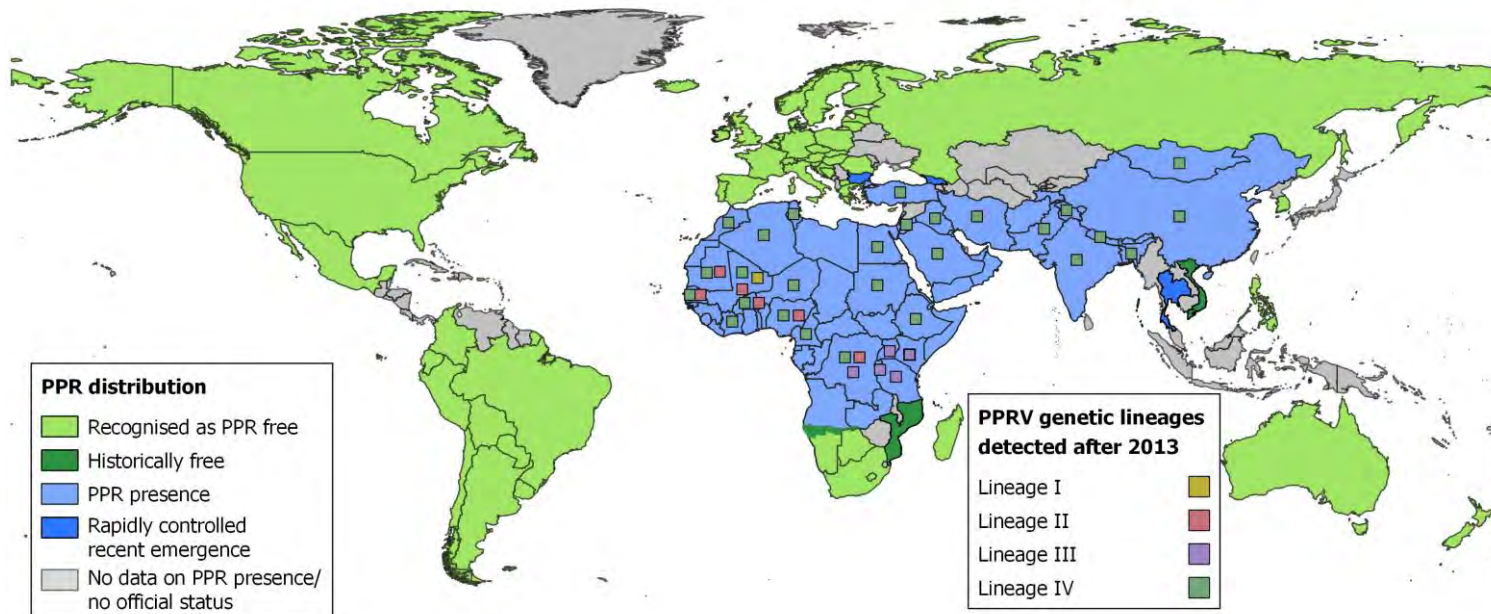 PPR distribution
Recognised as PPR free
Historically free
PPR presence
Rapidly controlled
recent emergence
No data on PPR presence/
no official status
PPRV genetic lineages
detected after 2013
Lineage I
Lineage II
Lineage III
Lineage IV